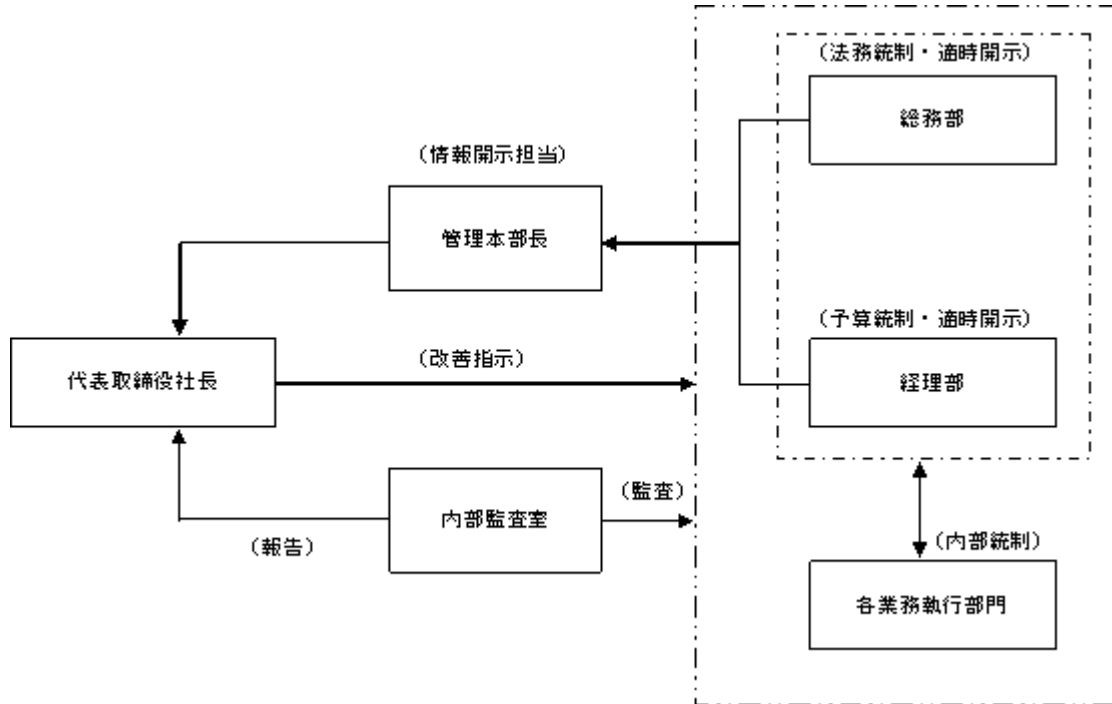 （法務統制・適時開示）
総務部
（情報開示担当）
管理本部長
（予算統制・適時開示）
代表取締役社長
（改善指示）
経理部
（監査）
内部監査室
（報告）
（内部統制）
各業務執行部門